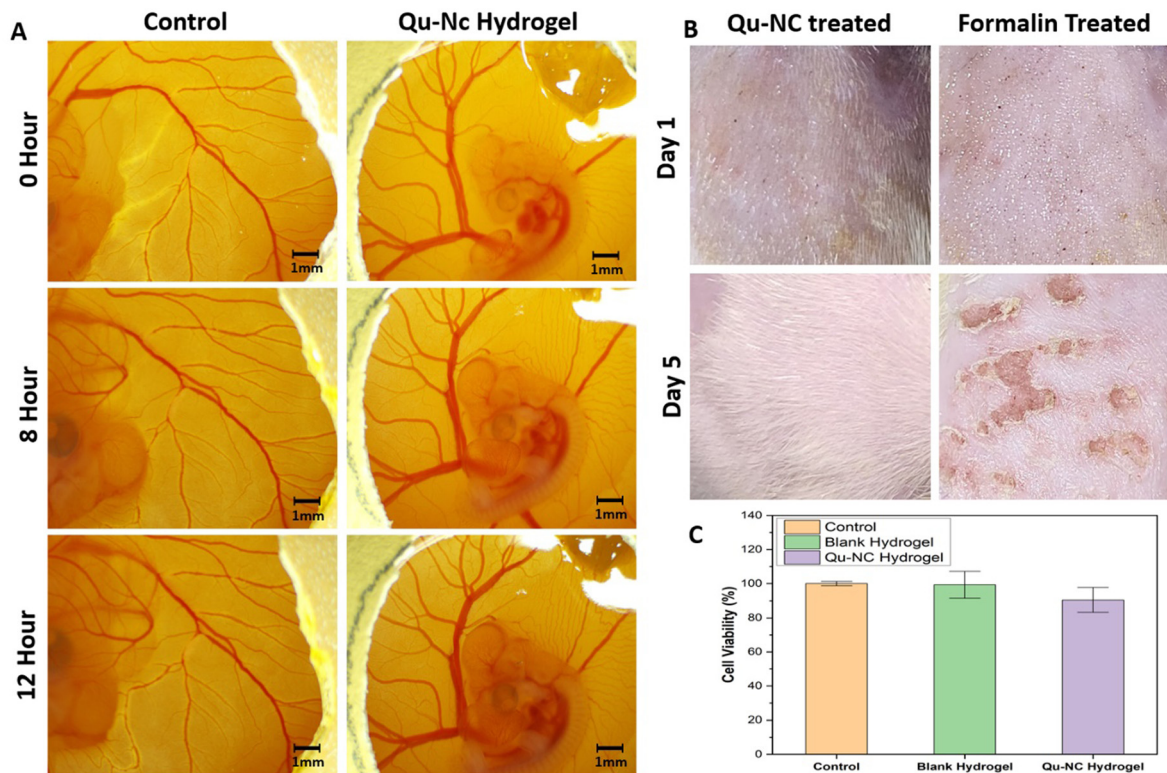 A
Control
Qu-Nc Hydrogel
0 Hour
1mm
1mm
8 Hour
1mm
1mm
12 Hour
1mm
1mm
B
Qu-NC treated
Formalin Treated
Day 1
Day 5
C
Control
Blank Hydrogel
Qu-NC Hydrogel
Cell Viability (%)
140
120
100
80
60
40
20
0
Control
Blank Hydrogel
Qu-NC Hydrogel